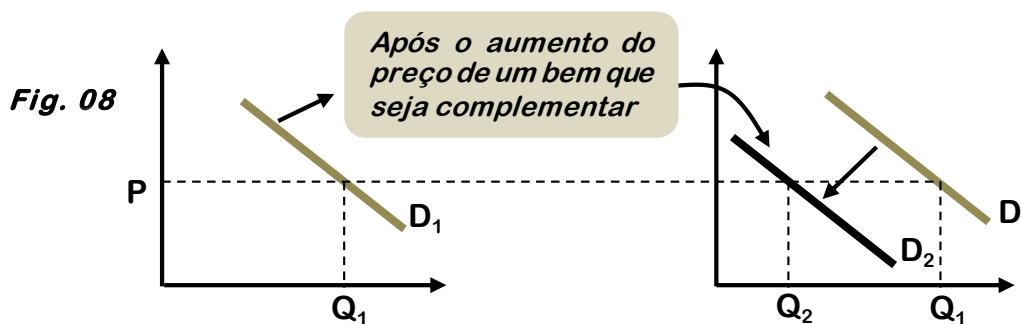 Após o aumento do
preço de um bem que
seja complementar
Fig. 08
P
D₁
Q₁
D
D₂
Q₂
Q₁